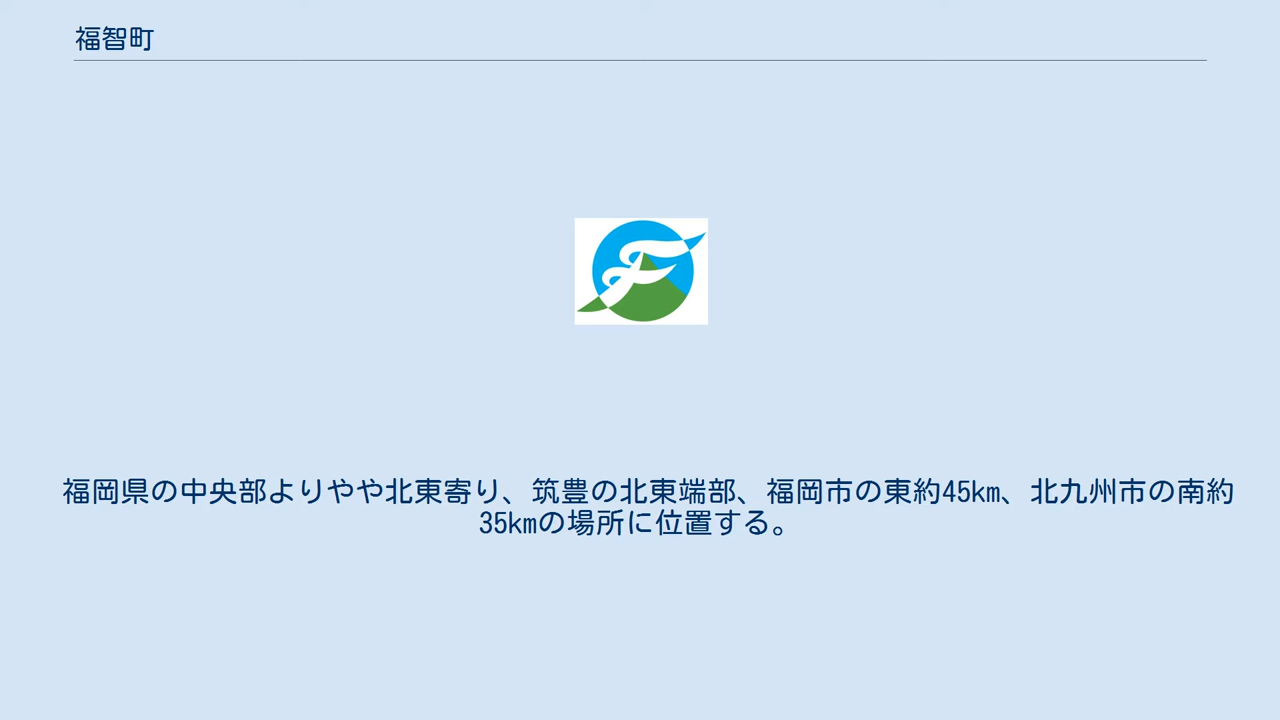 福智町
福岡県の中央部よりやや北東寄り、筑豊の北東端部、福岡市の東約45km、北九州市の南約
35kmの場所に位置する。